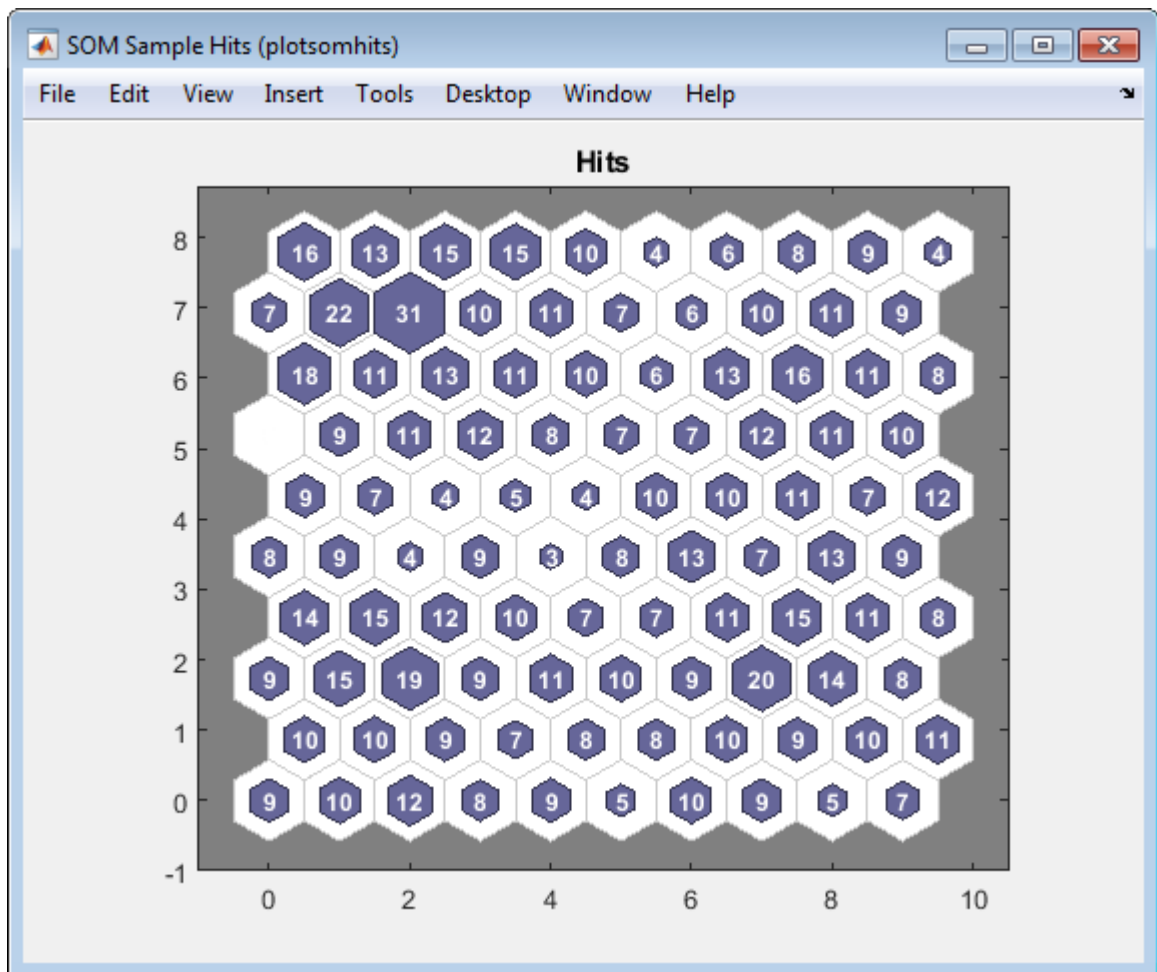 SOM Sample Hits (plotsomhits)
File Edit View Insert Tools Desktop Window Help
Hits
8 16 13 15 15 10 4 6 8 9 4
7 7 22 31 10 11 7 6 10 11 9
6 18 11 13 11 10 6 13 16 11 8
5 9 11 12 8 7 7 12 11 10
4 9 7 4 5 4 10 10 11 7 12
8 9 4 9 3 8 13 7 13 9
3 14 15 12 10 7 7 11 15 11 8
2 9 15 19 9 11 10 9 20 14 8
1 10 10 9 7 8 8 10 9 10 11
0 9 10 12 8 9 5 10 9 5 7
-1
0 2 4 6 8 10